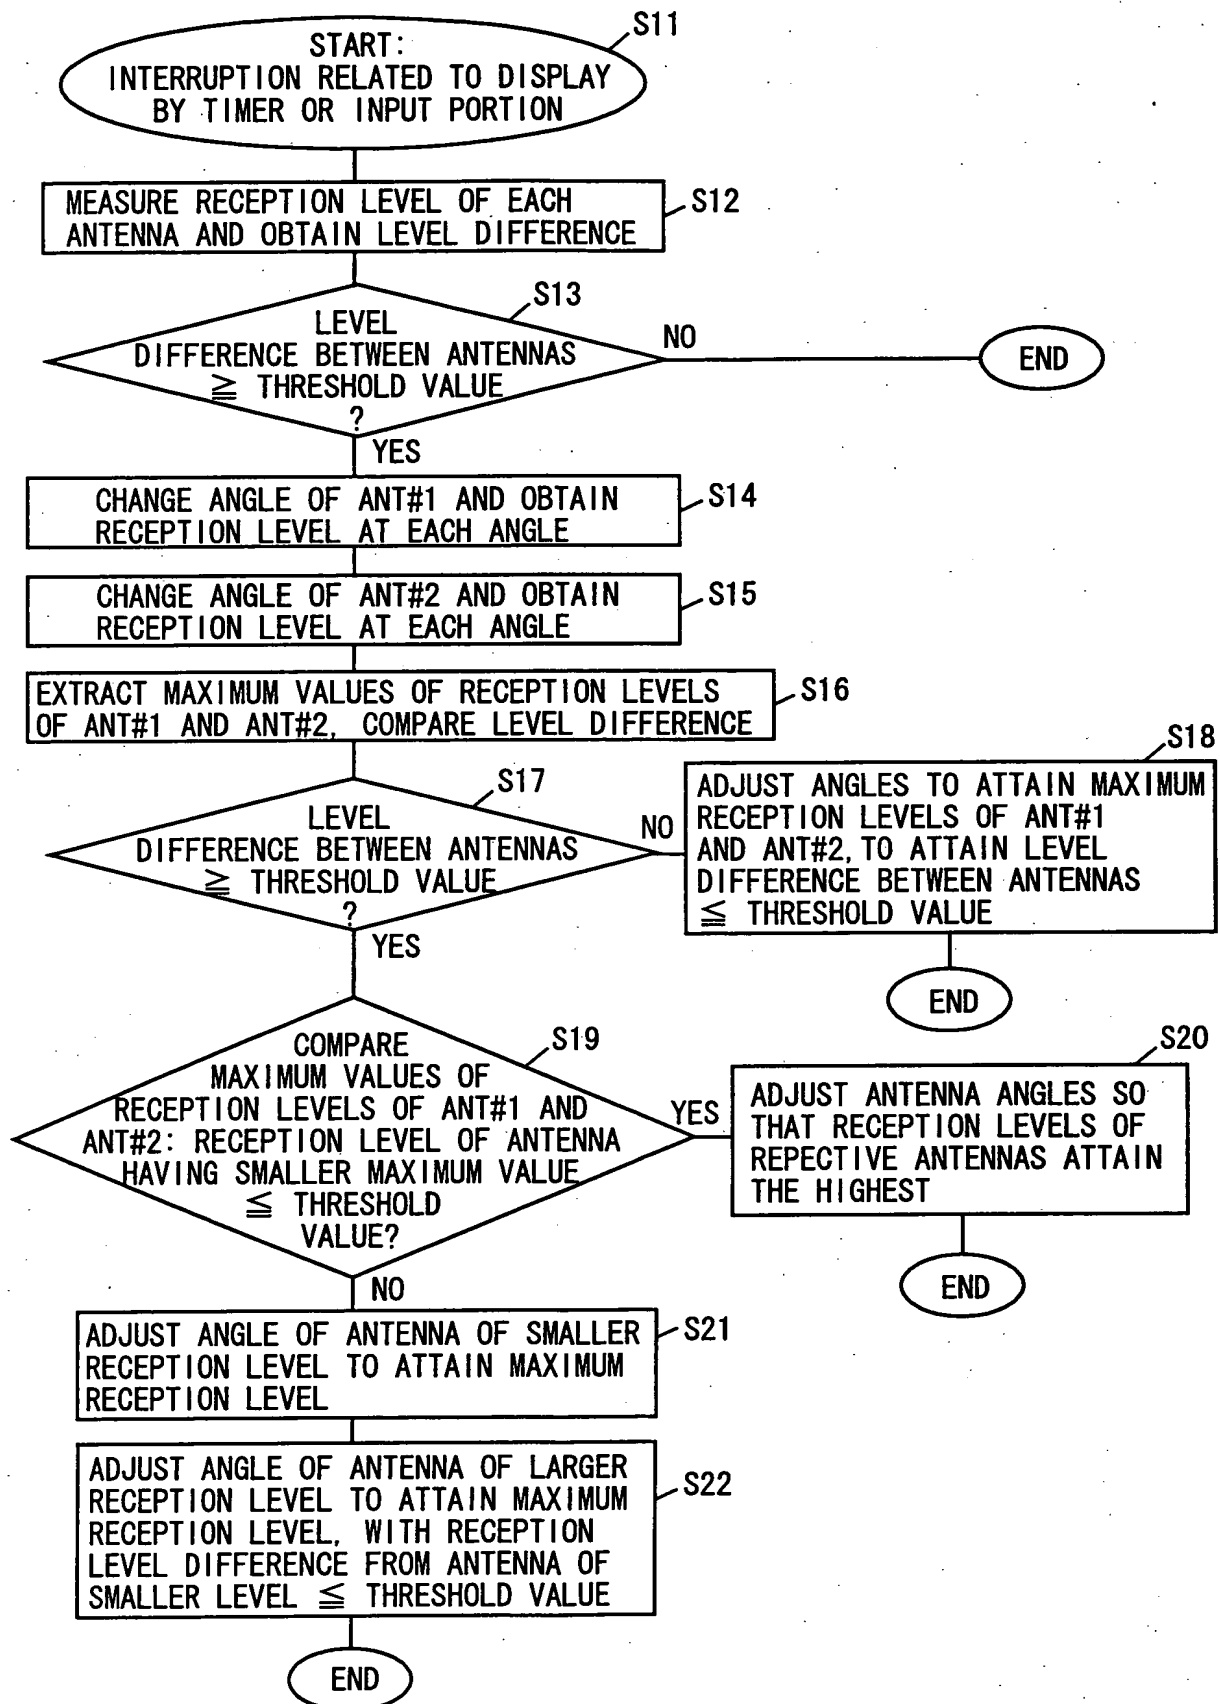 S11
START:
INTERRUPTION RELATED TO DISPLAY
BY TIMER OR INPUT PORTION
MEASURE RECEPTION LEVEL OF EACH
ANTENNA AND OBTAIN LEVEL DIFFERENCE
S12
S13
LEVEL
DIFFERENCE BETWEEN ANTENNAS
≧ THRESHOLD VALUE
?
NO
END
YES
CHANGE ANGLE OF ANT#1 AND OBTAIN
RECEPTION LEVEL AT EACH ANGLE
S14
CHANGE ANGLE OF ANT#2 AND OBTAIN
RECEPTION LEVEL AT EACH ANGLE
S15
EXTRACT MAXIMUM VALUES OF RECEPTION LEVELS
OF ANT#1 AND ANT#2, COMPARE LEVEL DIFFERENCE
S16
S17
LEVEL
DIFFERENCE BETWEEN ANTENNAS
≧ THRESHOLD VALUE
?
NO
S18
ADJUST ANGLES TO ATTAIN MAXIMUM
RECEPTION LEVELS OF ANT#1
AND ANT#2, TO ATTAIN LEVEL
DIFFERENCE BETWEEN ANTENNAS
≦ THRESHOLD VALUE
END
YES
S19
COMPARE
MAXIMUM VALUES OF
RECEPTION LEVELS OF ANT#1 AND
ANT#2: RECEPTION LEVEL OF ANTENNA
HAVING SMALLER MAXIMUM VALUE
≦ THRESHOLD
VALUE?
YES
S20
ADJUST ANTENNA ANGLES SO
THAT RECEPTION LEVELS OF
REPECTIVE ANTENNAS ATTAIN
THE HIGHEST
END
NO
ADJUST ANGLE OF ANTENNA OF SMALLER
RECEPTION LEVEL TO ATTAIN MAXIMUM
RECEPTION LEVEL
S21
ADJUST ANGLE OF ANTENNA OF LARGER
RECEPTION LEVEL TO ATTAIN MAXIMUM
RECEPTION LEVEL, WITH RECEPTION
LEVEL DIFFERENCE FROM ANTENNA OF
SMALLER LEVEL ≦ THRESHOLD VALUE
S22
END